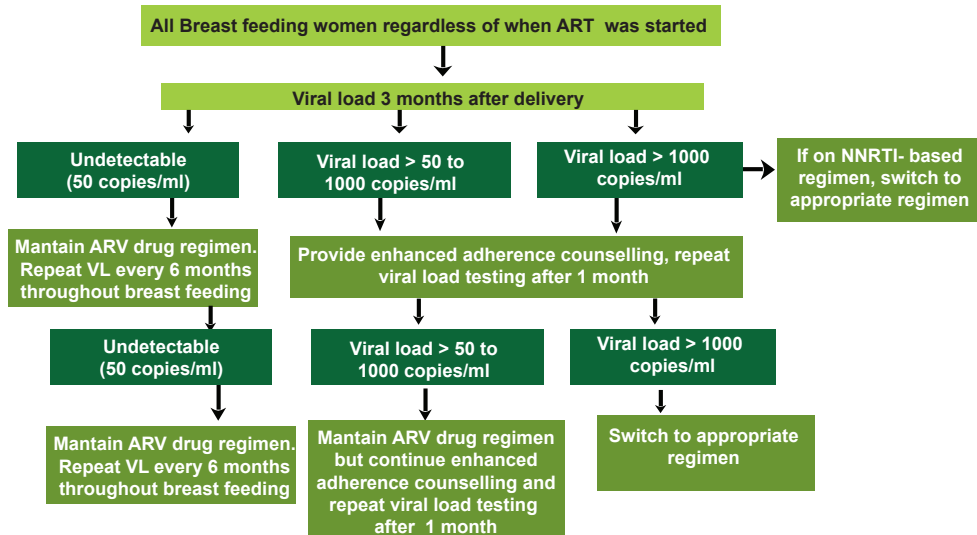 All Breast feeding women regardless of when ART was started
Viral load 3 months after delivery
Undetectable
(50 copies/ml)
Viral load > 50 to
1000 copies/ml
Viral load > 1000
copies/ml
If on NNRTI- based
regimen, switch to
appropriate regimen
Mantain ARV drug regimen.
Repeat VL every 6 months
throughout breast feeding
Provide enhanced adherence counselling, repeat
viral load testing after 1 month
Undetectable
(50 copies/ml)
Viral load > 50 to
1000 copies/ml
Viral load > 1000
copies/ml
Mantain ARV drug regimen.
Repeat VL every 6 months
throughout breast feeding
Mantain ARV drug regimen
but continue enhanced
adherence counselling and
repeat viral load testing
after 1 month
Switch to appropriate
regimen